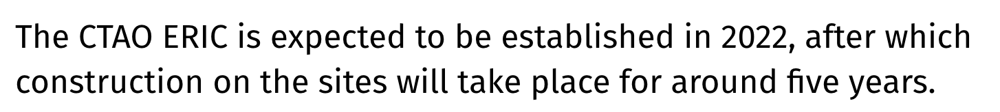 The CTAO ERIC is expected to be established in 2022, after which
construction on the sites will take place for around five years.